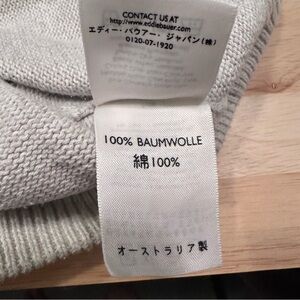 CONTACT US AT
http://www.eddiebauer.com
エディー・バウアー・ジャパン(株)
0120-07-1920
100% BAUMWOLLE
綿100%
オーストラリア製